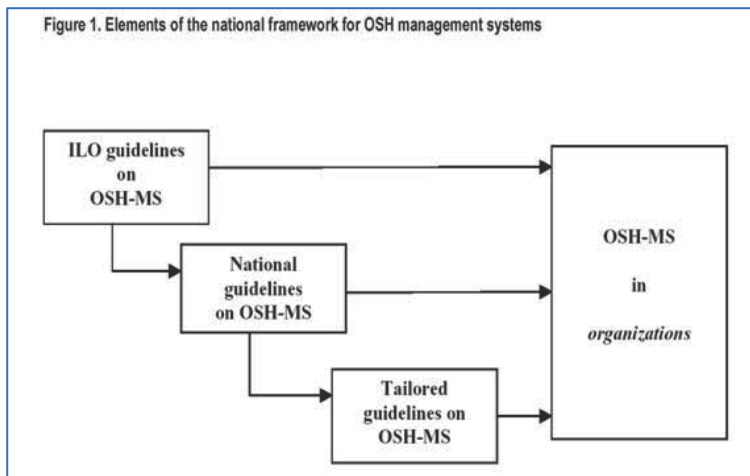 Figure 1. Elements of the national framework for OSH management systems
ILO guidelines
on
OSH-MS
National
guidelines
on OSH-MS
Tailored
guidelines on
OSH-MS
OSH-MS
in
organizations